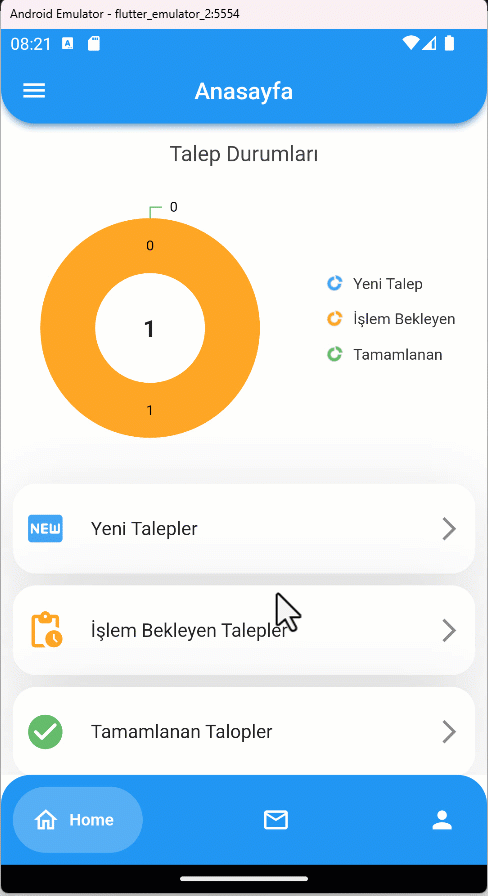 Android Emulator - flutter_emulator_2:5554
08:21 A
Anasayfa
Talep Durumları
0
0
1
1
Yeni Talep
İşlem Bekleyen
Tamamlanan
NEW Yeni Talepler
İşlem Bekleyen Talepler
Tamamlanan Talopler
Home